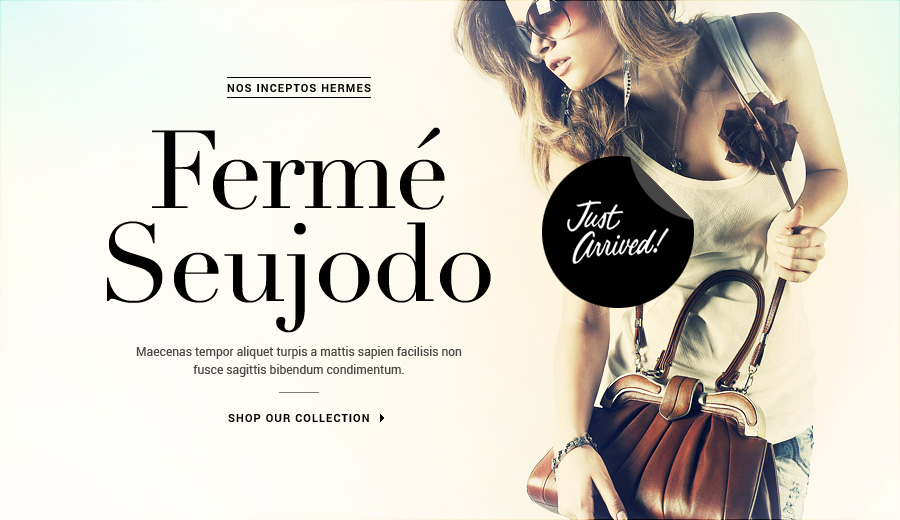 NOS INCEPTOS HERMES
Fermé
Seujodo
Maecenas tempor aliquet turpis a mattis sapien facilisis non
fusce sagittis bibendum condimentum.
SHOP OUR COLLECTION
Just
Arrived!